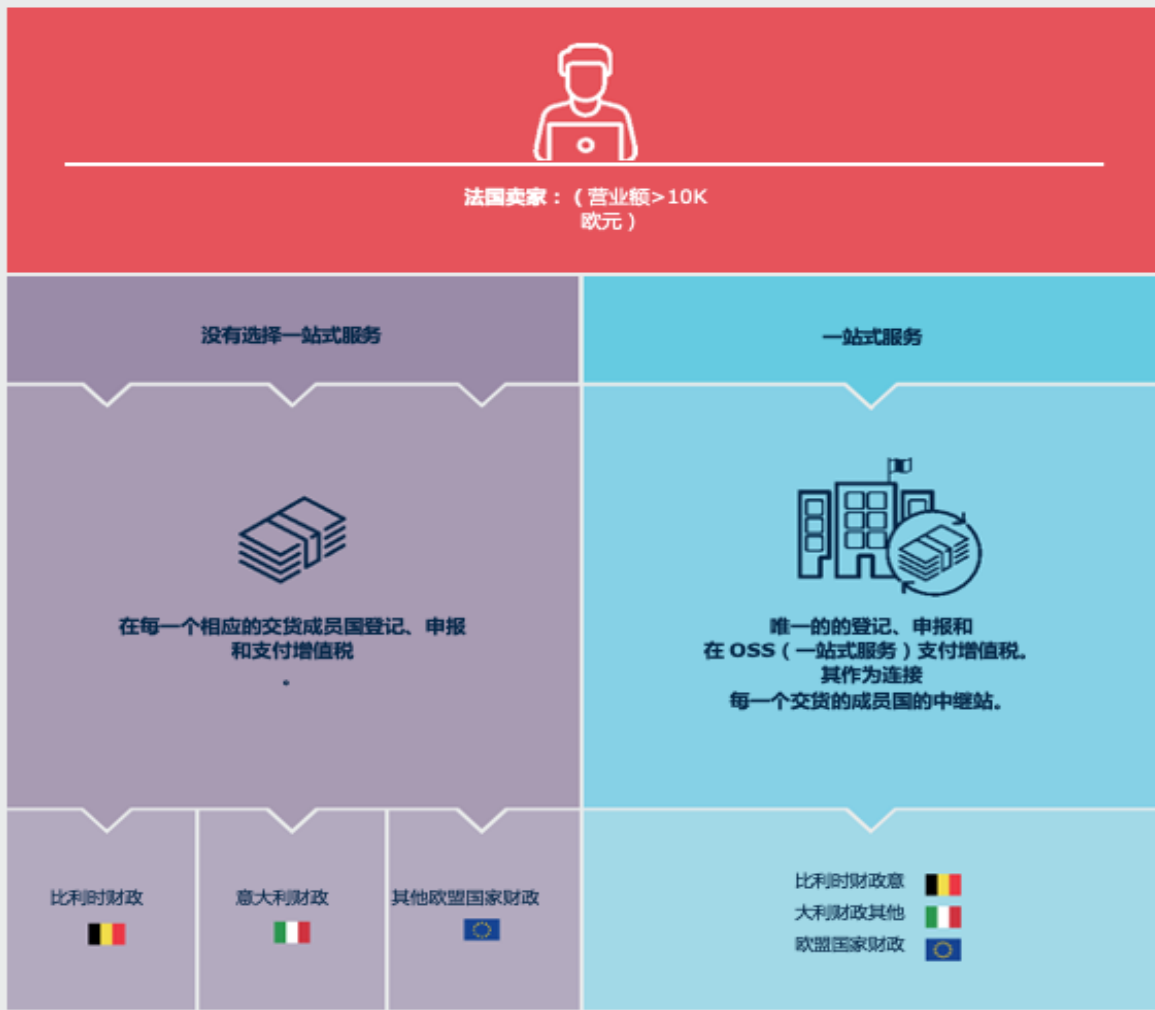 法国卖家：（营业额>10K
欧元）
没有选择一站式服务
一站式服务
在每一个相应的交货成员国登记、申报
和支付增值税
。
唯一的的登记、申报和
在 OSS（一站式服务）支付增值税。
其作为连接
每一个交货的成员国的中继站。
比利时财政
意大利财政
其他欧盟国家财政
比利时财政意
大利财政其他
欧盟国家财政